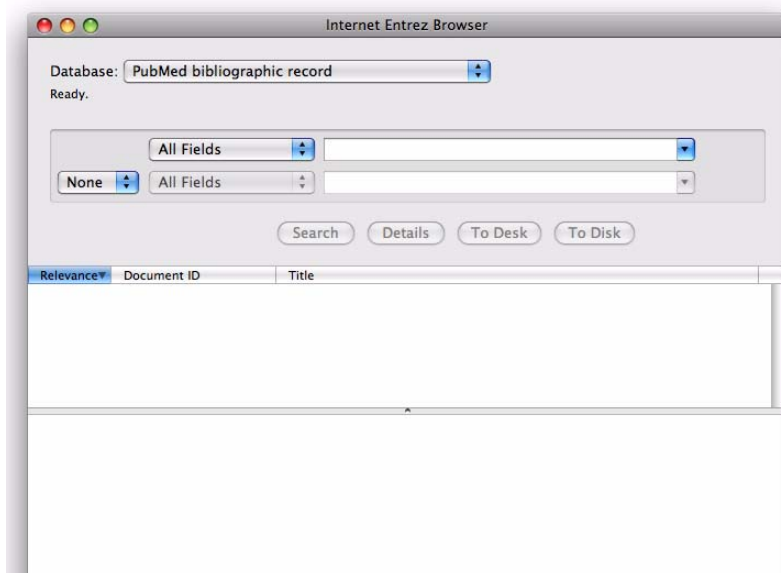 Internet Entrez Browser
Database: PubMed bibliographic record
Ready.
All Fields
None All Fields
Search Details To Desk To Disk
Relevance Document ID Title